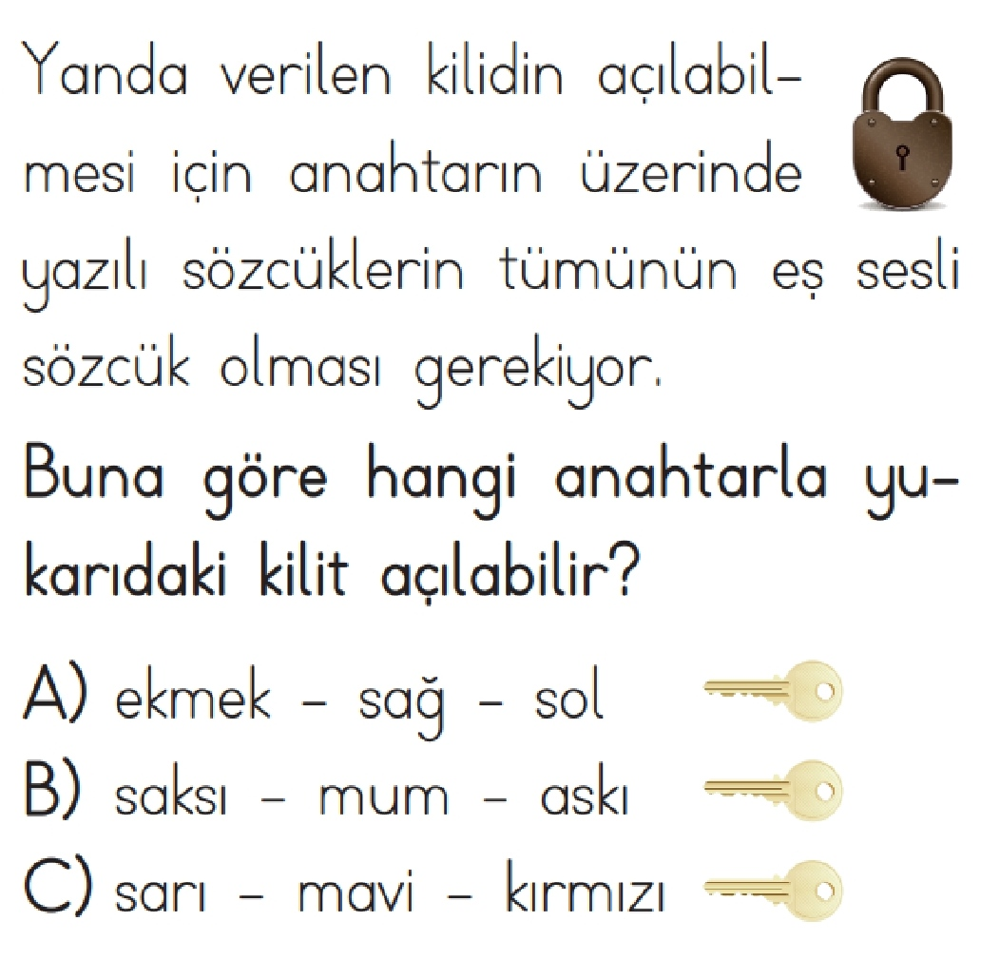 Yanda verilen kilidin açılabil-
mesi için anahtarın üzerinde
yazılı sözcüklerin tümünün eş sesli
sözcük olması gerekiyor.
Buna göre hangi anahtarla yu-
karıdaki kilit açılabilir?
A) ekmek - sağ - sol
B) saksı - mum - askı
C) sarı - mavi - kırmızı